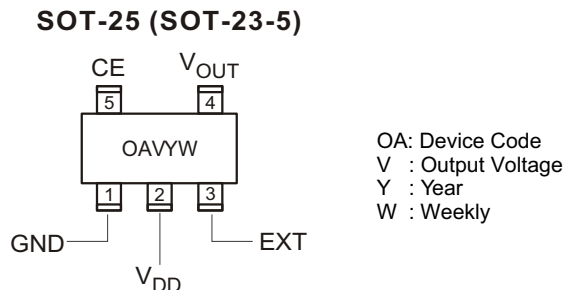 SOT-25 (SOT-23-5)
CE VOUT
5 4
OAVYW
1 2 3
GND EXT
VDD
OA: Device Code
V : Output Voltage
Y : Year
W : Weekly